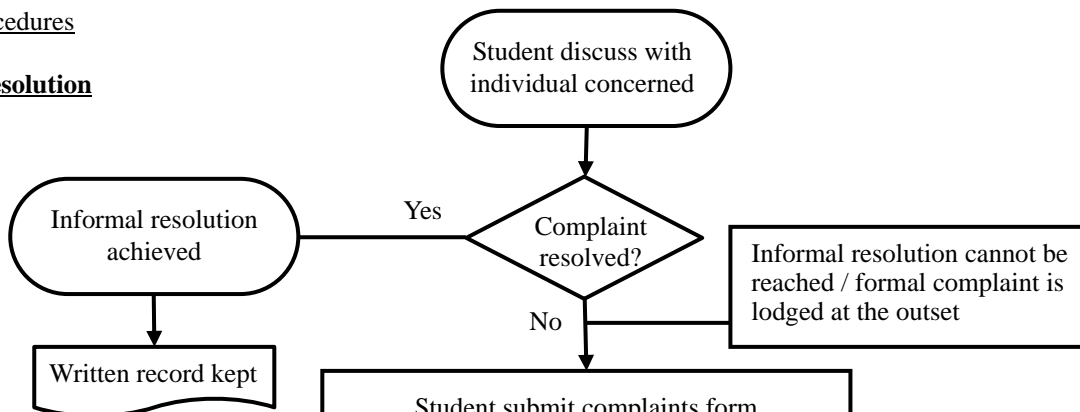 cedures
esolution
Student discuss with
individual concerned
Informal resolution
achieved
Yes
Complaint
resolved?
Informal resolution cannot be
reached / formal complaint is
lodged at the outset
No
Written record kept
Student submit complaints form